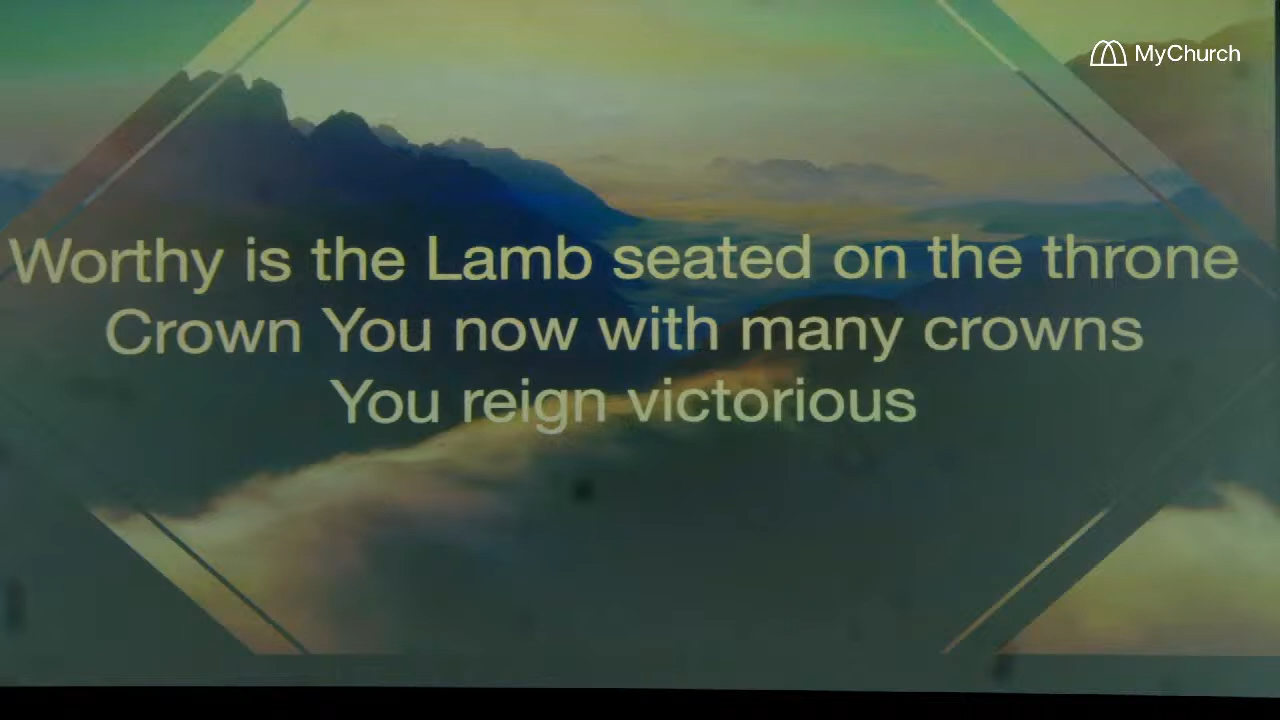 MyChurch
Worthy is the Lamb seated on the throne
Crown You now with many crowns
You reign victorious